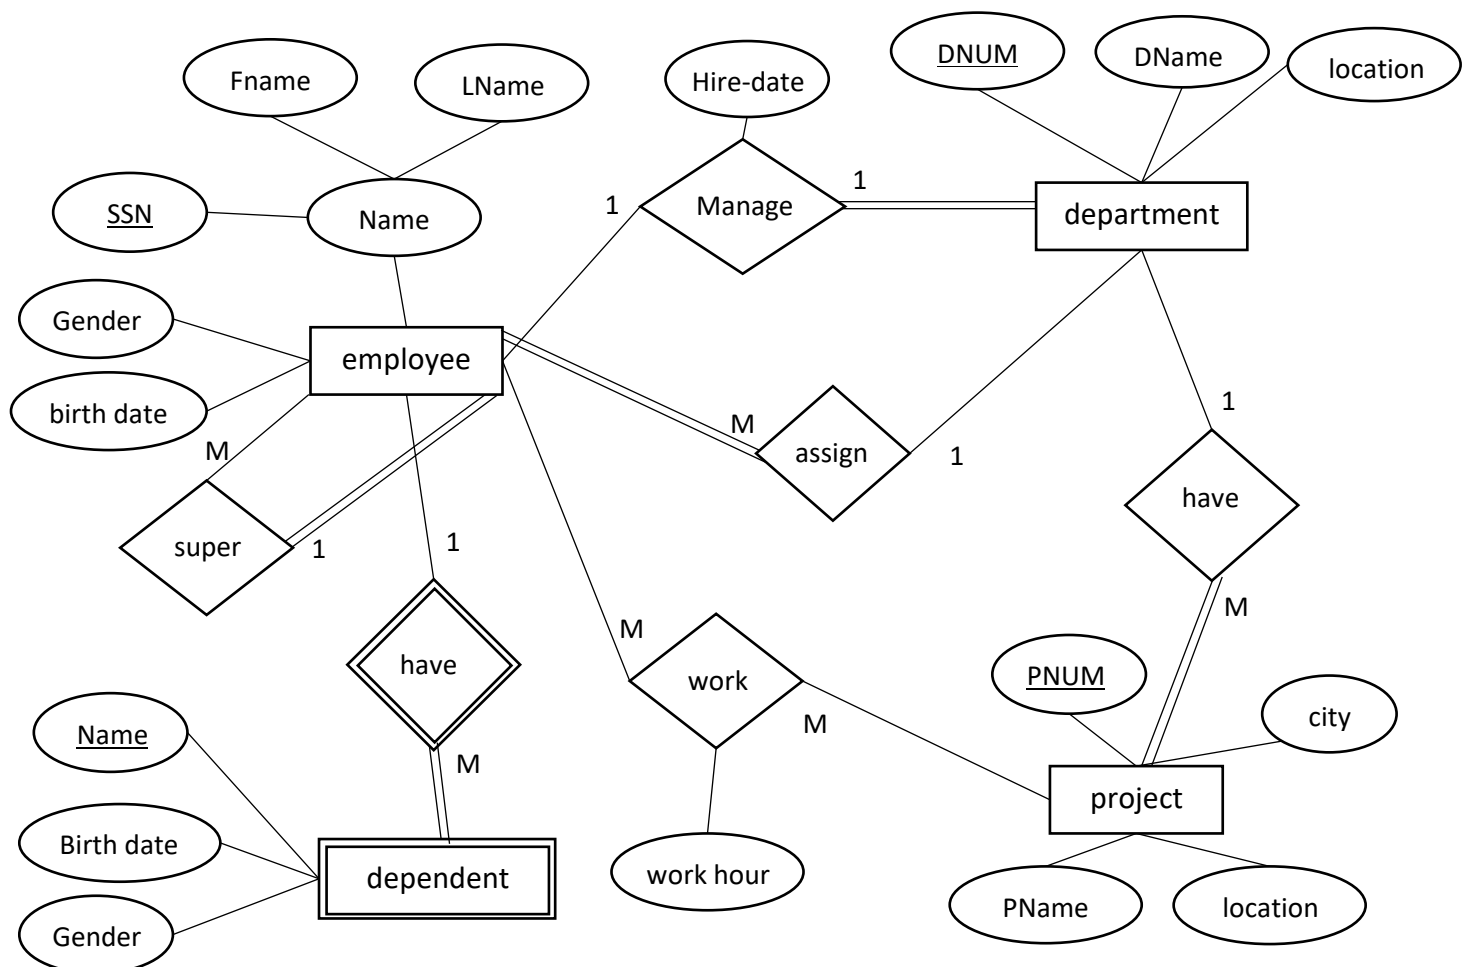 DNUM
DName
location
Fname
LName
Hire-date
SSN
Name
1
Manage
1
department
Gender
employee
birth date
M
M
assign
1
1
have
super
1
1
M
M
have
work
M
PNUM
city
Name
M
project
Birth date
dependent
work hour
PName
location
Gender